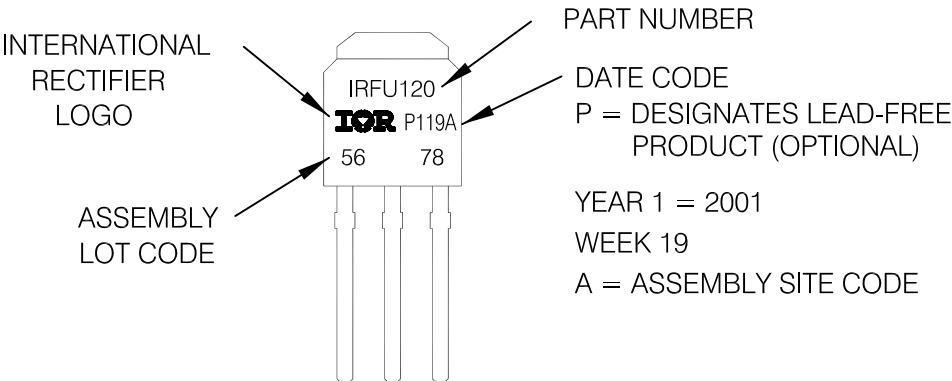 INTERNATIONAL
RECTIFIER
LOGO
ASSEMBLY
LOT CODE
IRFU120
IOR P119A
56 78
PART NUMBER
DATE CODE
P = DESIGNATES LEAD-FREE
PRODUCT (OPTIONAL)
YEAR 1 = 2001
WEEK 19
A = ASSEMBLY SITE CODE